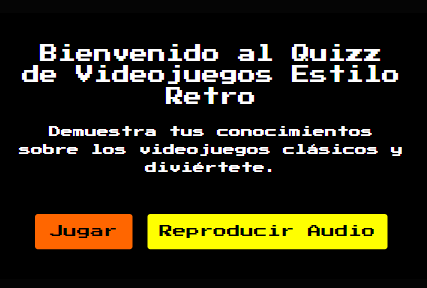 Bienvenido al Quizz
de Videojuegos Estilo
Retro
Demuestra tus conocimientos
sobre los videojuegos clásicos y
diviértete.
Jugar
Reproducir Audio